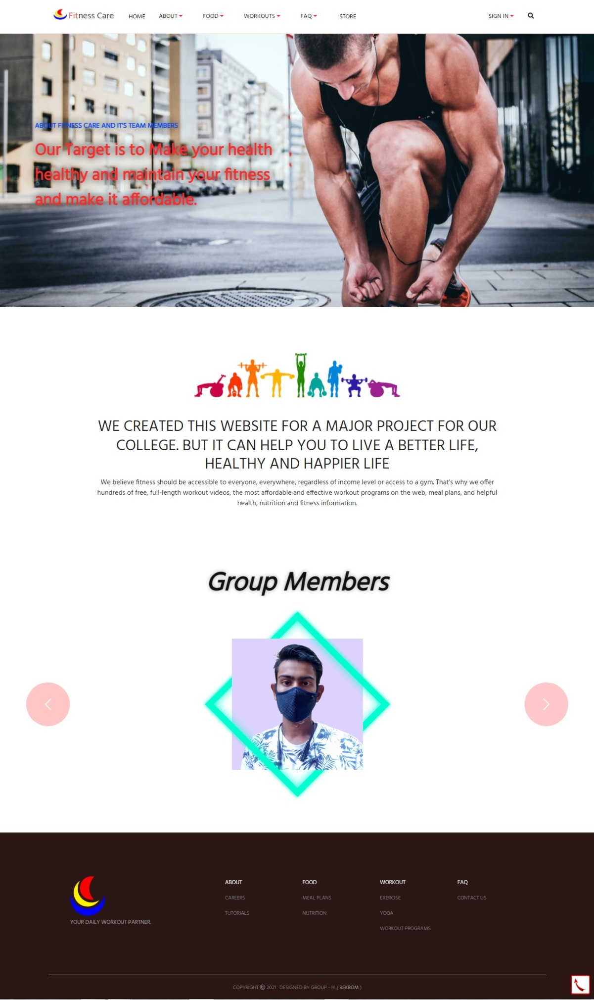 Fitness Care
HOME
ABOUT
FOOD
WORKOUTS
FAQ
STORE
SIGN IN
ABOUT FITNESS CARE AND IT'S TEAM MEMBERS
Our Target is to Make your health
healthy and maintain your fitness
and make it affordable.
WE CREATED THIS WEBSITE FOR A MAJOR PROJECT FOR OUR
COLLEGE. BUT IT CAN HELP YOU TO LIVE A BETTER LIFE,
HEALTHY AND HAPPIER LIFE
We believe fitness should be accessible to everyone, everywhere, regardless of income level or access to a gym. That's why we offer
hundreds of free, full-length workout videos, the most affordable and effective workout programs on the web, meal plans, and helpful
health, nutrition and fitness information.
Group Members
YOUR DAILY WORKOUT PARTNER.
ABOUT
CAREERS
TUTORIALS
FOOD
MEAL PLANS
NUTRITION
WORKOUT
EXERCISE
YOGA
WORKOUT PROGRAMS
FAQ
CONTACT US
COPYRIGHT © 2021 . DESIGNED BY GROUP - H .( BEKROM )